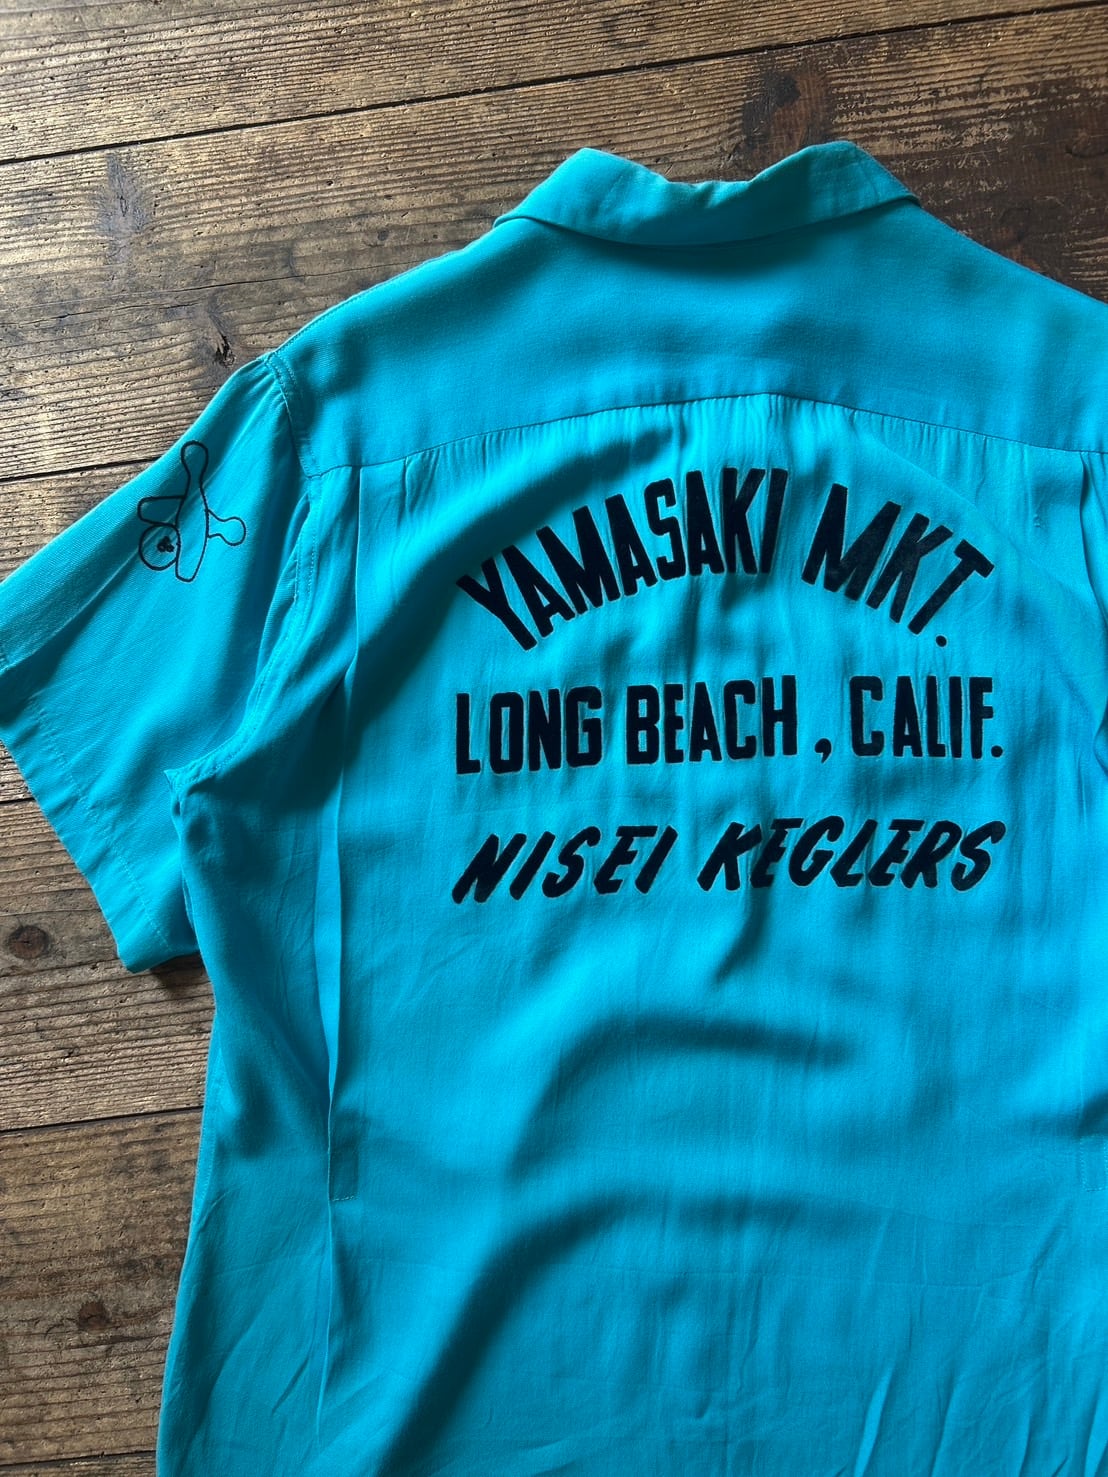 YAMASAKI MKT.
LONG BEACH, CALIF.
NISEI KEGLERS